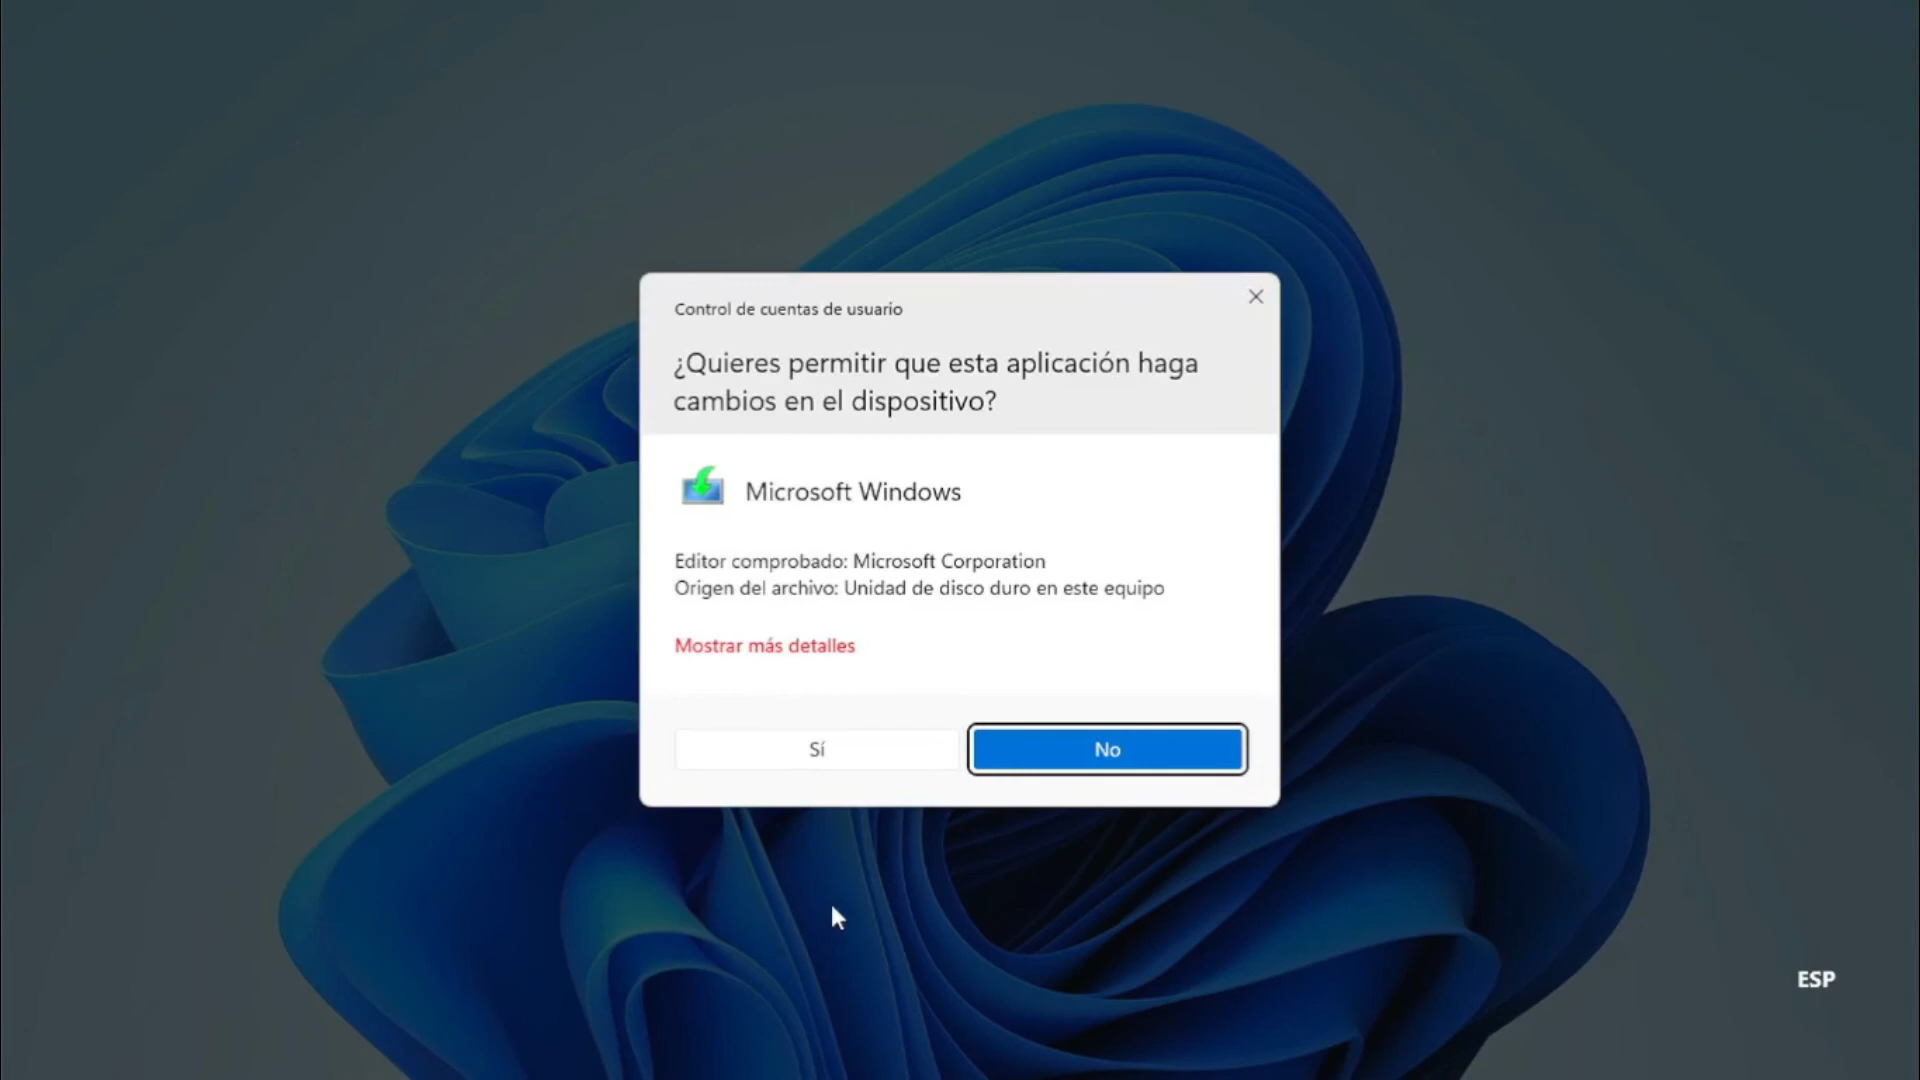 Control de cuentas de usuario
¿Quieres permitir que esta aplicación haga
cambios en el dispositivo?
Microsoft Windows
Editor comprobado: Microsoft Corporation
Origen del archivo: Unidad de disco duro en este equipo
Mostrar más detalles
Sí
No
ESP